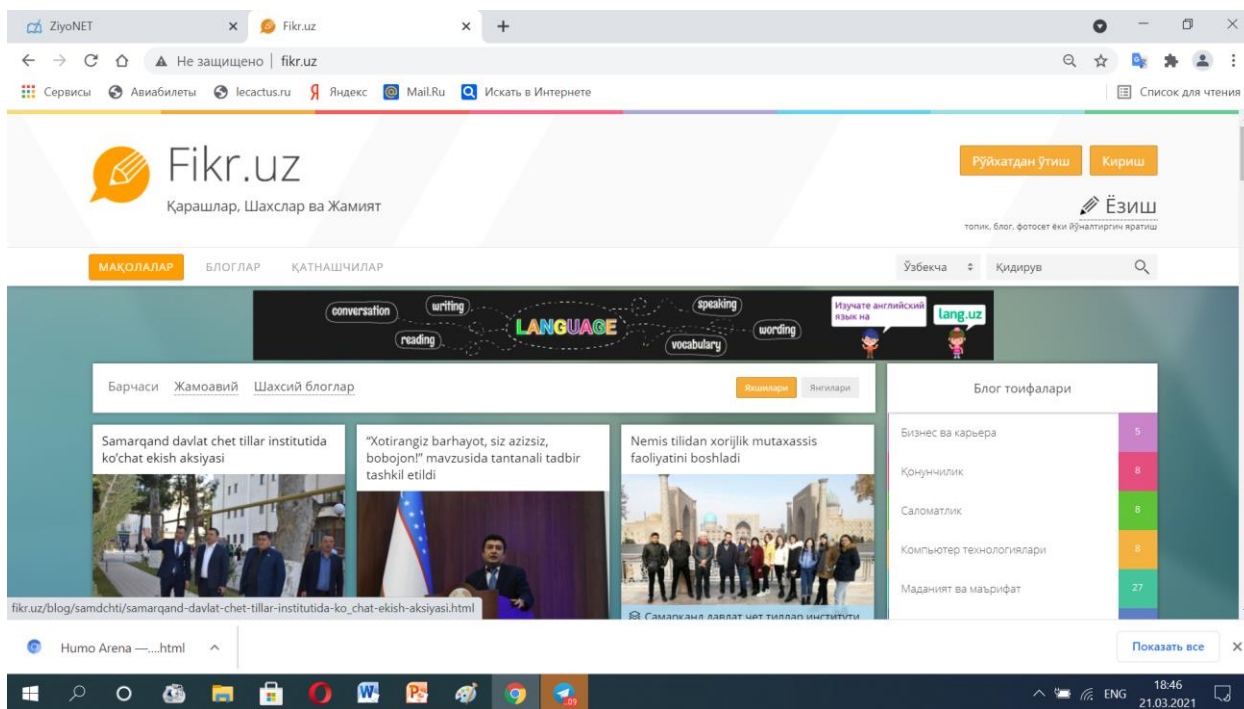 ZiyoNET
Fikr.uz
Не защищено | fikr.uz
Сервисы Авиабилеты lecactus.ru Яндекс Mail.Ru Искать в Интернете Список для чтения
Fikr.uz
Қарашлар, Шахслар ва Жамият
Рўйхатдан ўтиш Кириш
Ёзиш
топик, блог, фотосет ёки йўналтиргич яратиш
МАҚОЛАЛАР БЛОГЛАР ҚАТНАШЧИЛАР Ўзбекча Қидирув
conversation writing reading LANGUAGE speaking vocabulary wording
Изучате английский
язык на
lang.uz
Барчаси Жамоавий Шахсий блоглар Яхшилари Янгилари
Блог тоифалари
Samarqand davlat chet tillar institutida
ko'chat ekish aksiyasi
"Xotirangiz barhayot, siz azizsiz,
bobojon!" mavzusida tantanali tadbir
tashkil etildi
Nemis tilidan xorijlik mutaxassis
faoliyatini boshladi
Самарканд давлат чет тиллар институти
Бизнес ва карьера 5
Қонунчилик 8
Саломатлик 8
Компьютер технологиялари 8
Маданият ва маърифат 27
fikr.uz/blog/samdchti/samarqand-davlat-chet-tillar-institutida-ko_chat-ekish-aksiyasi.html
Humo Arena —....html Показать все
ENG 18:46
21.03.2021